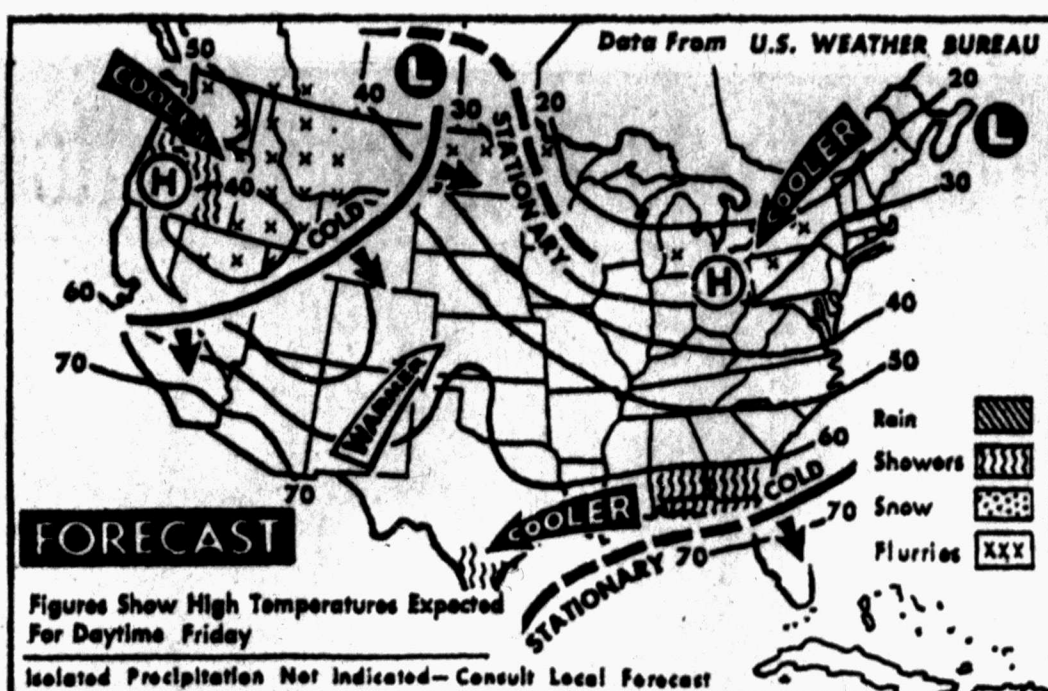 Data From U.S. WEATHER BUREAU
50
COOLER
L
40
30
20
STATIONARY
20
L
COOLER
H
40
COLD
30
H
60
40
70
50
WARMER
Rain
60
Showers
COLD
70
COOLER
Snow
70
STATIONARY 70
Flurries
xxx
FORECAST
Figures Show High Temperatures Expected
For Daytime Friday
Isolated Precipitation Not Indicated— Consult Local Forecast